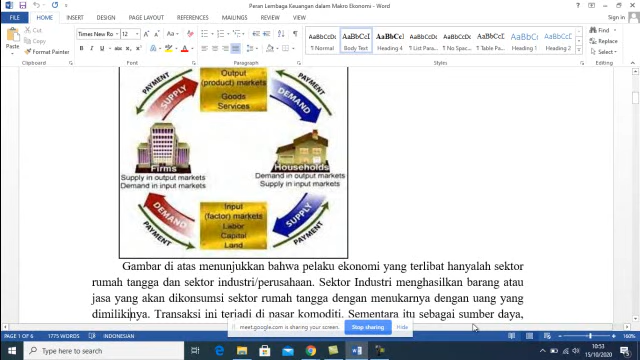 Peran Lembaga Keuangan dalam Makro Ekonomi - Word
Sign in
FILE HOME INSERT DESIGN PAGE LAYOUT REFERENCES MAILINGS REVIEW VIEW
Paste
Cut
Copy
Format Painter
Times New Ro 12
AaBbCcDc AaBbCcI AaBbCc AaBbCcDc AaBbCcDc
¶ Normal Body Text Heading 4 ¶ List Para... ¶ No Spac... ¶ Table Pa... Heading 1 Heading 2
Find
Replace
Select
Clipboard Font Paragraph Styles Editing
PAYMENT
SUPPLY
Output
(product) markets
Goods
Services
DEMAND
PAYMENT
Firms
Supply in output markets
Demand in input markets
Households
Demand in output markets
Supply in input markets
DEMAND
PAYMENT
Input
(factor) markets
Labor
Capital
Land
SUPPLY
PAYMENT
Gambar di atas menunjukkan bahwa pelaku ekonomi yang terlibat hanyalah sektor
rumah tangga dan sektor industri/perusahaan. Sektor Industri menghasilkan barang atau
jasa yang akan dikonsumsi sektor rumah tangga dengan menukarnya dengan uang yang
dimilikinya. Transaksi ini terjadi di pasar komoditi. Sementara itu sebagai sumber daya,
meet.google.com is sharing your screen. Stop sharing Hide
PAGE 1 OF 6 1775 WORDS INDONESIAN 160%
Type here to search
10:53
15/10/2020